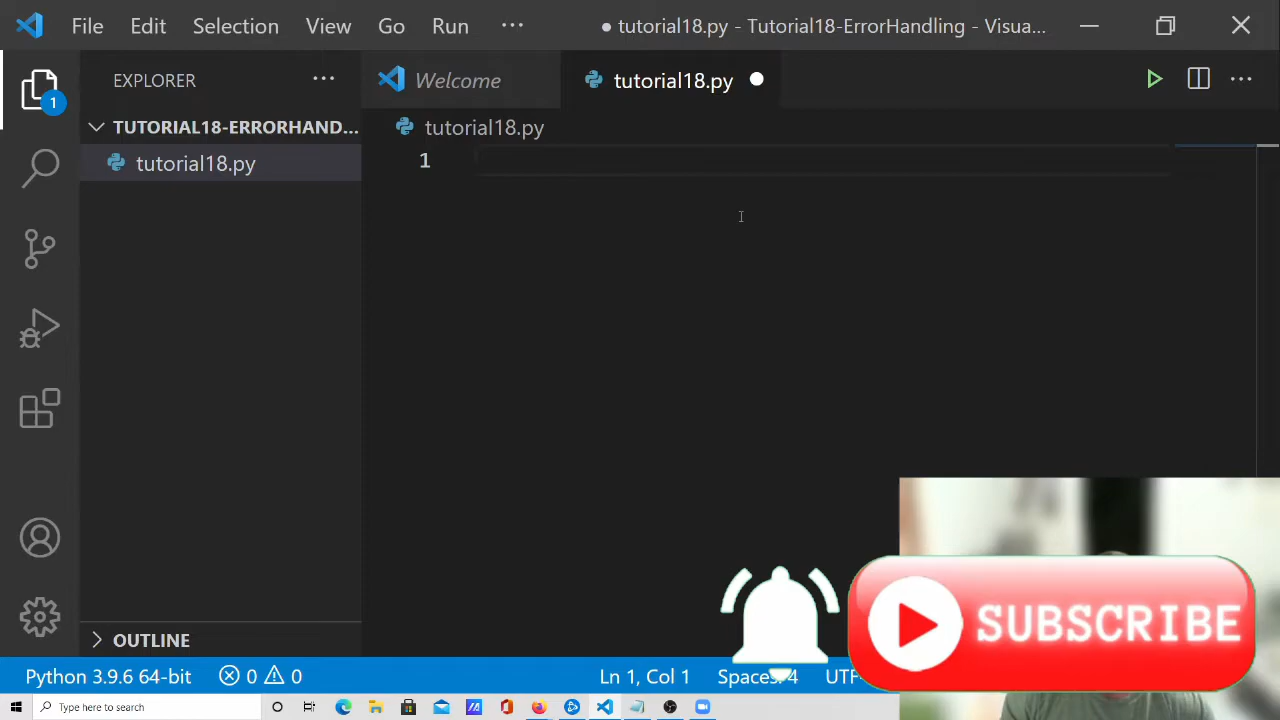 File Edit Selection View Go Run ··· ● tutorial18.py - Tutorial18-ErrorHandling - Visua...
EXPLORER ··· Welcome tutorial18.py ···
TUTORIAL18-ERRORHAND... tutorial18.py
tutorial18.py 1
1
SUBSCRIBE
OUTLINE
Python 3.9.6 64-bit 0 0 Ln 1, Col 1 Spaces: 4 UTF-
Type here to search